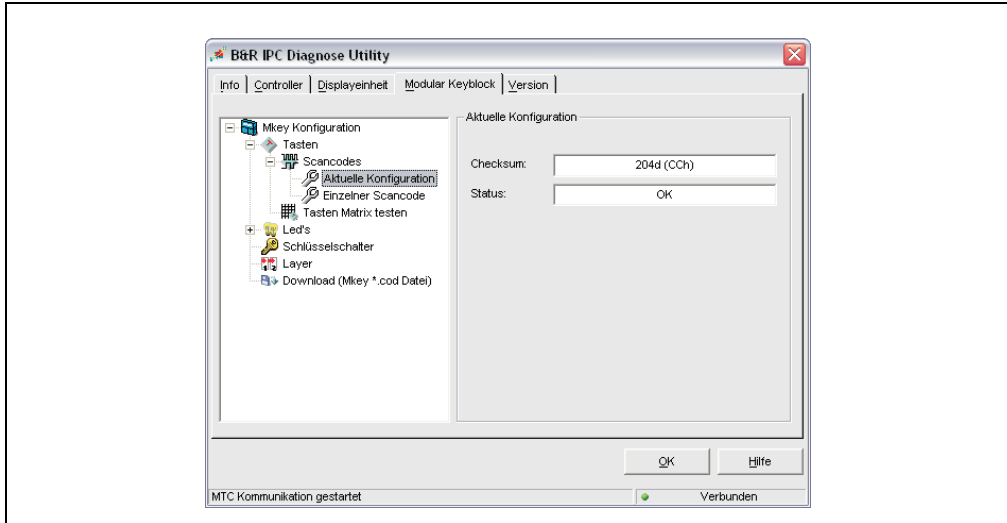 B&R IPC Diagnose Utility
Info Controller Displayeinheit Modular Keyblock Version
Mkey Konfiguration
Tasten
Scancodes
Aktuelle Konfiguration
Einzelner Scancode
Tasten Matrix testen
Led's
Schlüsselschalter
Layer
Download (Mkey *.cod Datei)
Aktuelle Konfiguration
Checksum: 204d (CCh)
Status: OK
OK Hilfe
MTC Kommunikation gestartet Verbunden